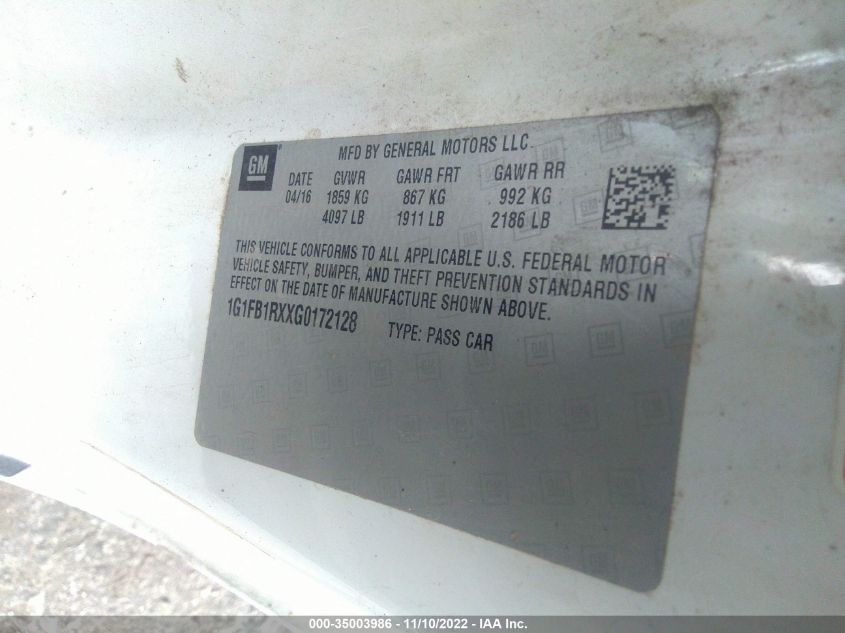 GM
MFD BY GENERAL MOTORS LLC
DATE GVWR GAWR FRT GAWR RR
04/16 1859 KG 867 KG 992 KG
4097 LB 1911 LB 2186 LB
THIS VEHICLE CONFORMS TO ALL APPLICABLE U.S. FEDERAL MOTOR
VEHICLE SAFETY, BUMPER, AND THEFT PREVENTION STANDARDS IN
EFFECT ON THE DATE OF MANUFACTURE SHOWN ABOVE.
1G1FB1RXXG0172128 TYPE: PASS CAR
000-35003986 - 11/10/2022 - IAA Inc.